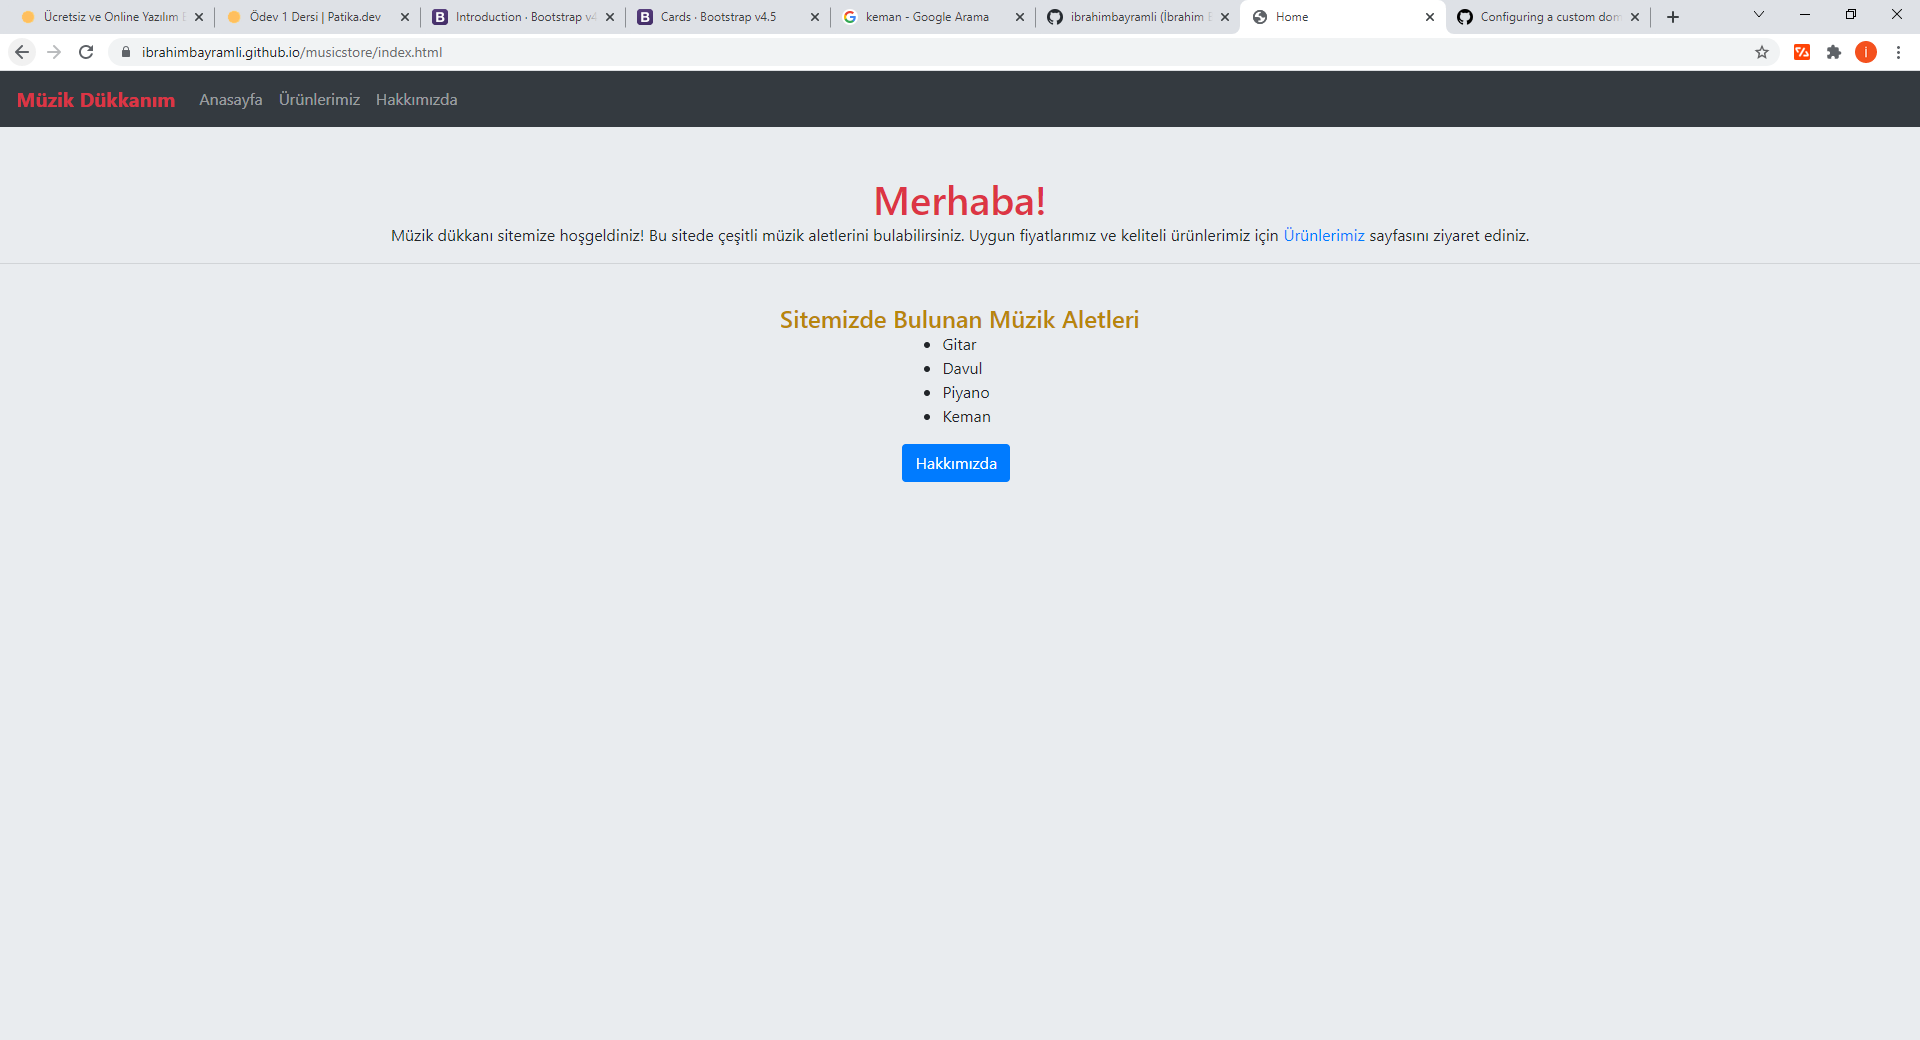 Ücretsiz ve Online Yazılım
Ödev 1 Dersi | Patika.dev
Introduction · Bootstrap v4
Cards · Bootstrap v4.5
keman - Google Arama
ibrahimbayramli (İbrahim
Home
Configuring a custom dom
ibrahimbayramli.github.io/musicstore/index.html
i
Müzik Dükkanım Anasayfa Ürünlerimiz Hakkımızda
Merhaba!
Müzik dükkanı sitemize hoşgeldiniz! Bu sitede çeşitli müzik aletlerini bulabilirsiniz. Uygun fiyatlarımız ve keliteli ürünlerimiz için Ürünlerimiz sayfasını ziyaret ediniz.
Sitemizde Bulunan Müzik Aletleri
• Gitar
• Davul
• Piyano
• Keman
Hakkımızda